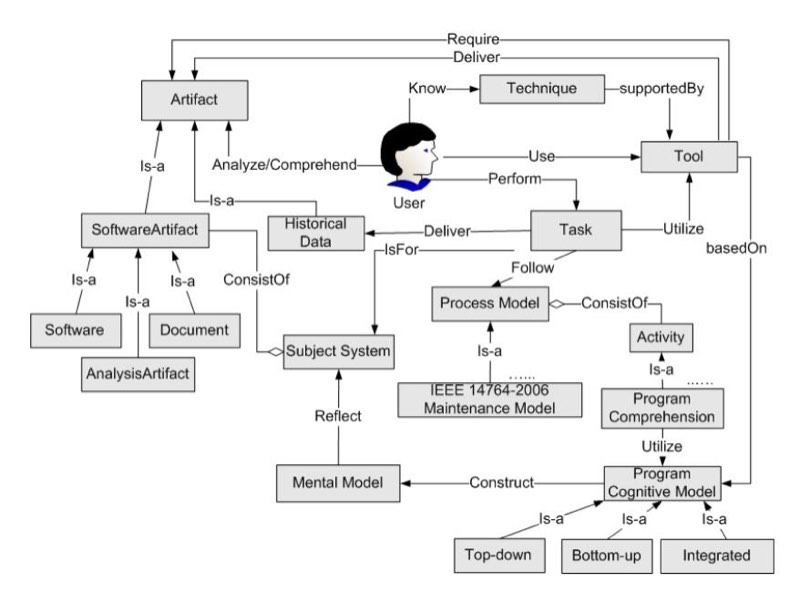 Require
Deliver
Artifact
Know
Technique
supportedBy
Is-a
Analyze/Comprehend
Use
Tool
Perform
User
Is-a
SoftwareArtifact
Historical
Data
Deliver
Task
Utilize
basedOn
IsFor
Is-a
Is-a
Is-a
ConsistOf
Follow
Process Model
ConsistOf
Software
Document
Activity
Subject System
Is-a
Is-a
AnalysisArtifact
......
......
IEEE 14764-2006
Maintenance Model
Program
Comprehension
Reflect
Utilize
Mental Model
Construct
Program
Cognitive Model
Is-a
Is-a
Is-a
Top-down
Bottom-up
Integrated